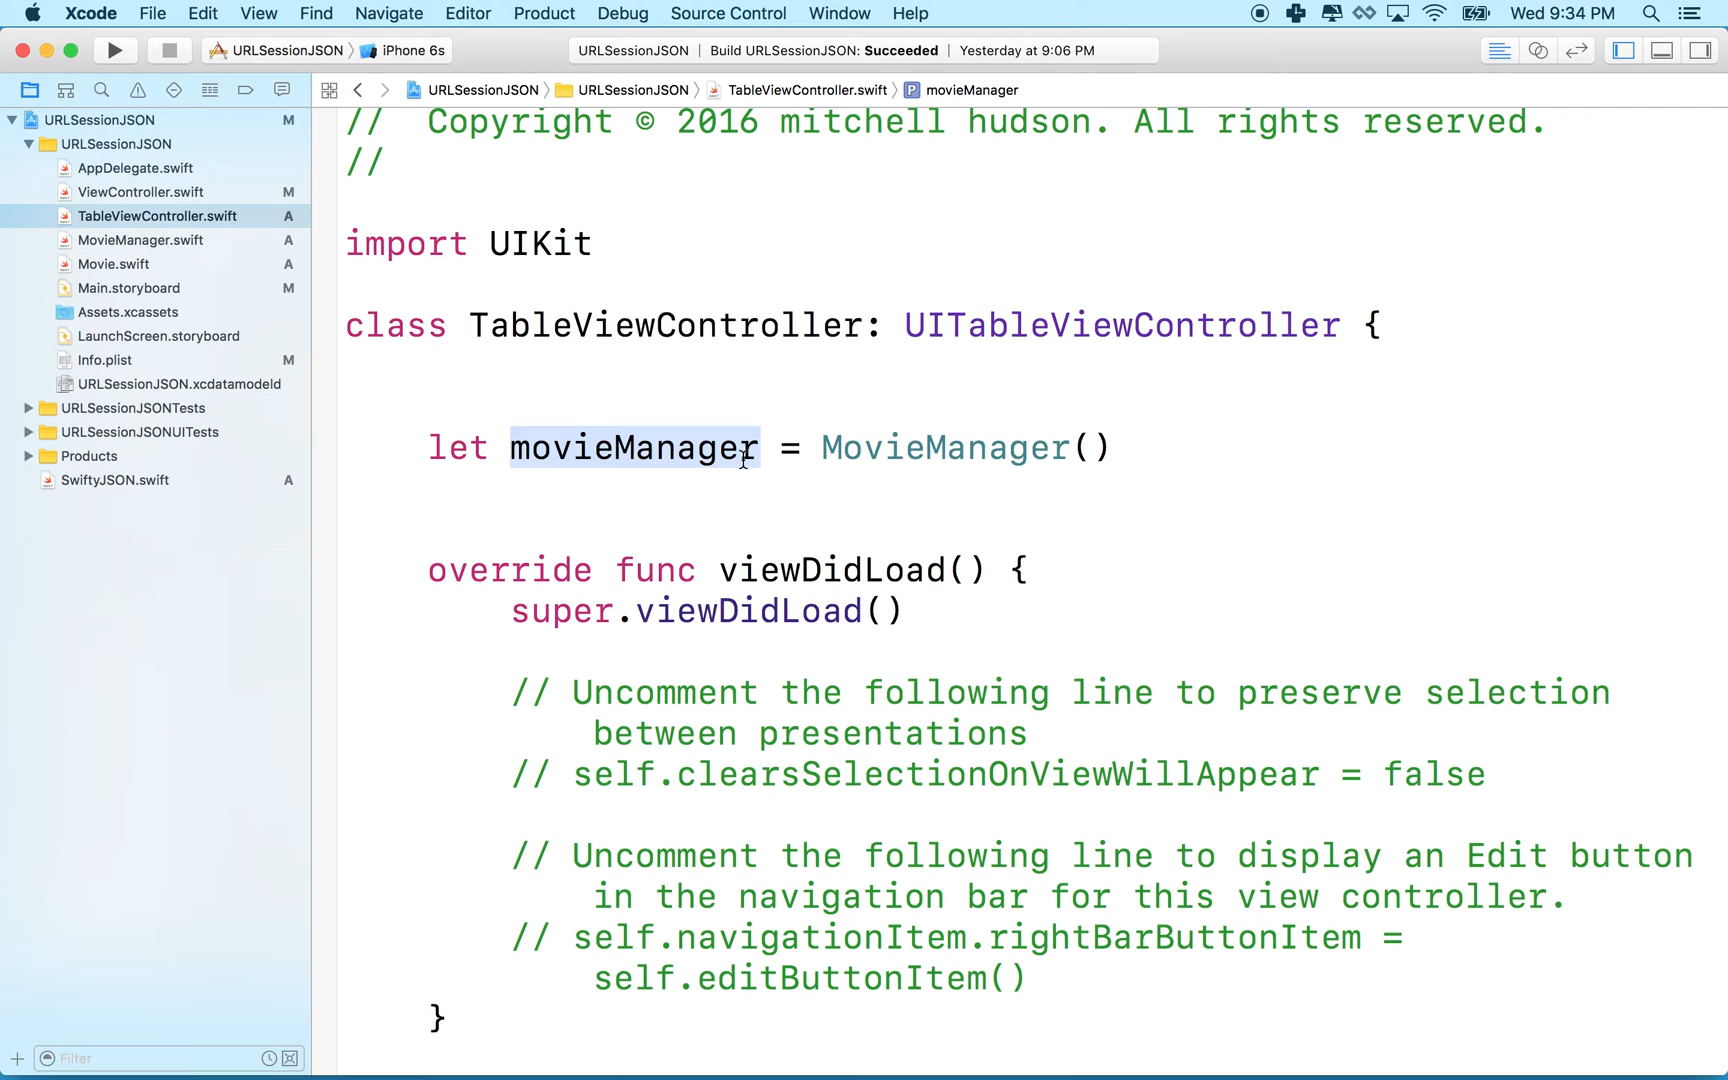 Xcode File Edit View Find Navigate Editor Product Debug Source Control Window Help Wed 9:34 PM
URLSessionJSON iPhone 6s URLSessionJSON Build URLSessionJSON: Succeeded Yesterday at 9:06 PM
URLSessionJSON URLSessionJSON TableViewController.swift P movieManager
URLSessionJSON M
URLSessionJSON
AppDelegate.swift
ViewController.swift M
TableViewController.swift A
MovieManager.swift A
Movie.swift A
Main.storyboard M
Assets.xcassets
LaunchScreen.storyboard
Info.plist M
URLSessionJSON.xcdatamodeld
URLSessionJSONTests
URLSessionJSONUITests
Products
SwiftyJSON.swift A
Filter
// Copyright © 2016 mitchell hudson. All rights reserved.
//
import UIKit
class TableViewController: UITableViewController {
let movieManager = MovieManager()
override func viewDidLoad() {
super.viewDidLoad()
// Uncomment the following line to preserve selection
between presentations
// self.clearsSelectionOnViewWillAppear = false
// Uncomment the following line to display an Edit button
in the navigation bar for this view controller.
// self.navigationItem.rightBarButtonItem =
self.editButtonItem()
}